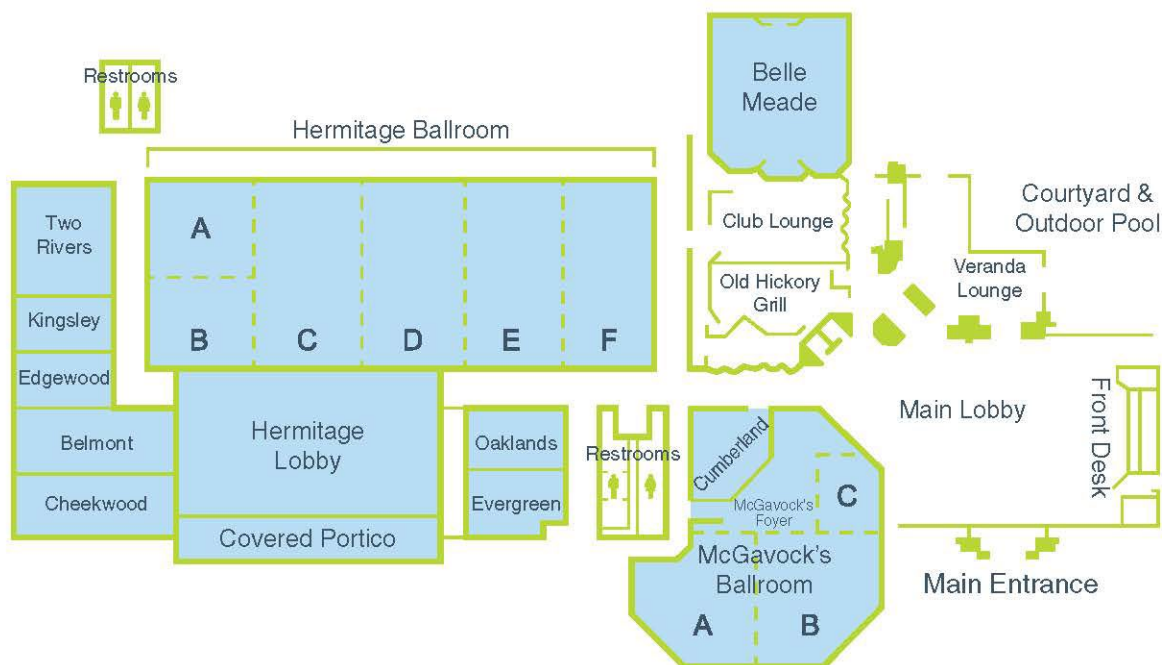 Restrooms
Hermitage Ballroom
Belle
Meade
Two
Rivers
Kingsley
Edgewood
Belmont
Cheekwood
A
B
C
D
E
F
Hermitage
Lobby
Covered Portico
Oaklands
Evergreen
Restrooms
Club Lounge
Old Hickory
Grill
Courtyard &
Outdoor Pool
Veranda
Lounge
Main Lobby
Front Desk
Cumberland
McGavock's
Foyer
C
McGavock's
Ballroom
A
B
Main Entrance